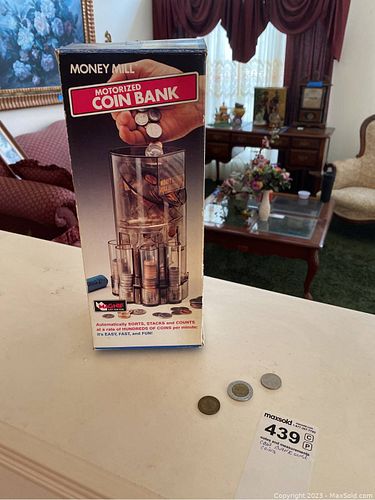 MONEY MILL
MOTORIZED
COIN BANK
Automatically SORTS, STACKS and COUNTS
at a rate of HUNDREDS OF COINS per minute:
It's EASY, FAST, and FUN!
maxsold
439
C
P
coins
Copyright © 2023 - MaxSold.com